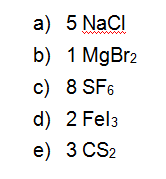 a) 5 NaCl
b) 1 MgBr2
c) 8 SF6
d) 2 FeI3
e) 3 CS2